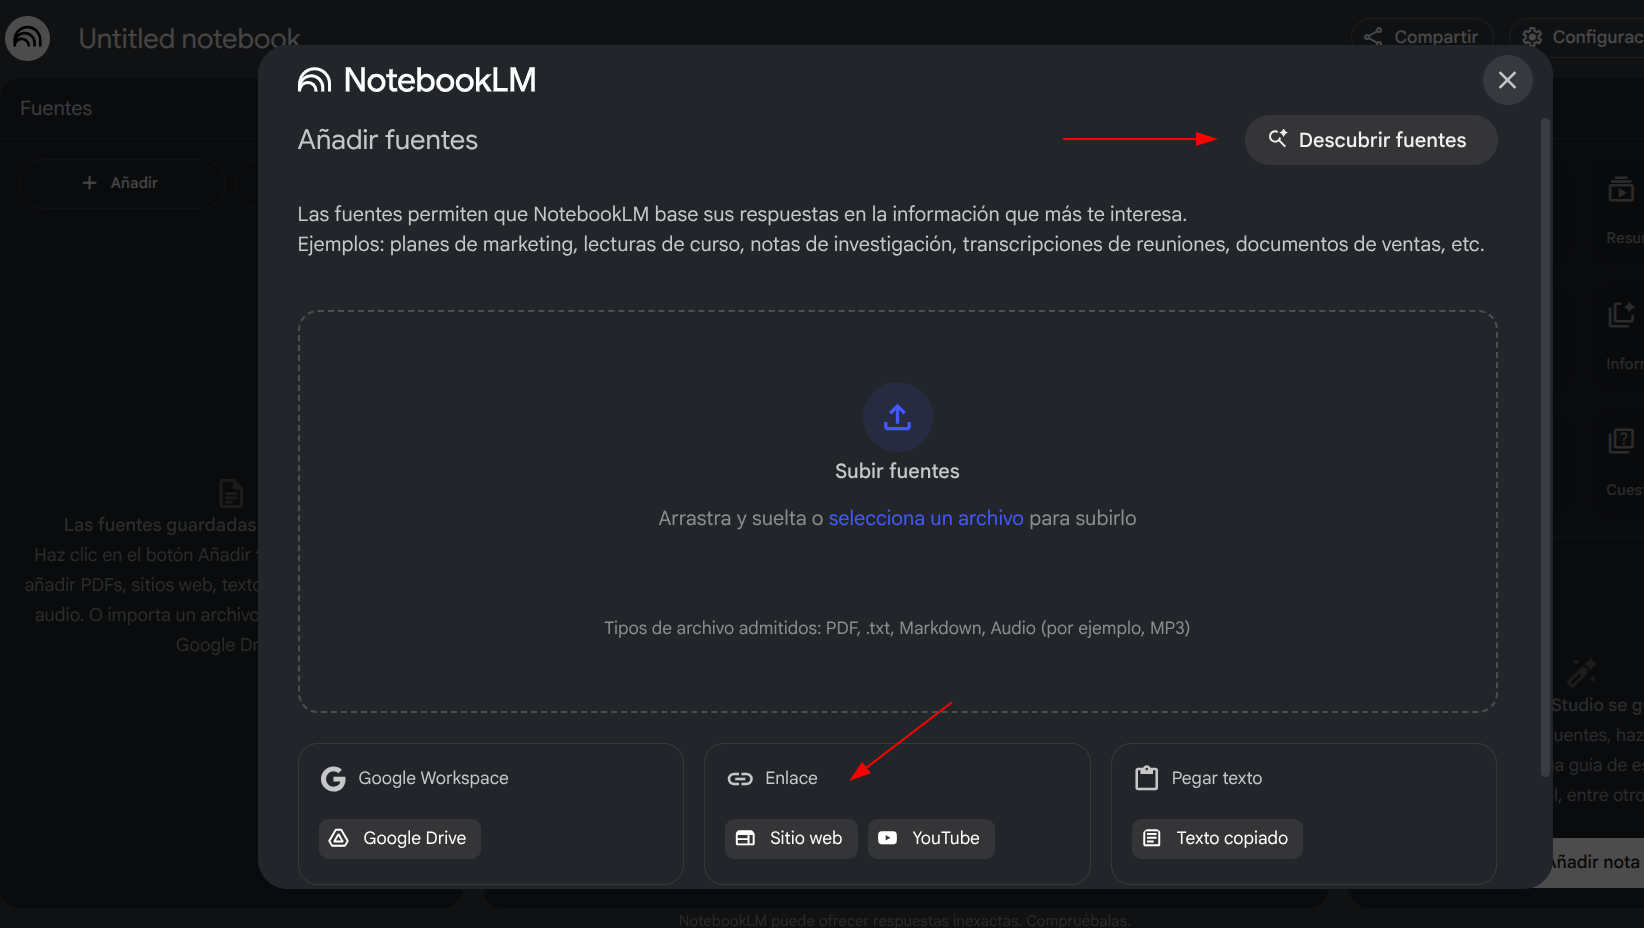 Untitled notebook
Compartir
Configurac
NotebookLM
Fuentes
Añadir fuentes
Descubrir fuentes
Añadir
Las fuentes permiten que NotebookLM base sus respuestas en la información que más te interesa.
Ejemplos: planes de marketing, lecturas de curso, notas de investigación, transcripciones de reuniones, documentos de ventas, etc.
Resu
Infor
Cues
Subir fuentes
Arrastra y suelta o selecciona un archivo para subirlo
Las fuentes guardadas
Haz clic en el botón Añadir
añadir PDFs, sitios web, texto
audio. O importa un archivo
Google Dr
Tipos de archivo admitidos: PDF, .txt, Markdown, Audio (por ejemplo, MP3)
Studio se g
uentes, haz
a guía de es
l, entre otro
Google Workspace
Google Drive
Enlace
Sitio web
YouTube
Pegar texto
Texto copiado
Añadir nota
NotebookLM puede ofrecer respuestas inexactas. Compruébalas.